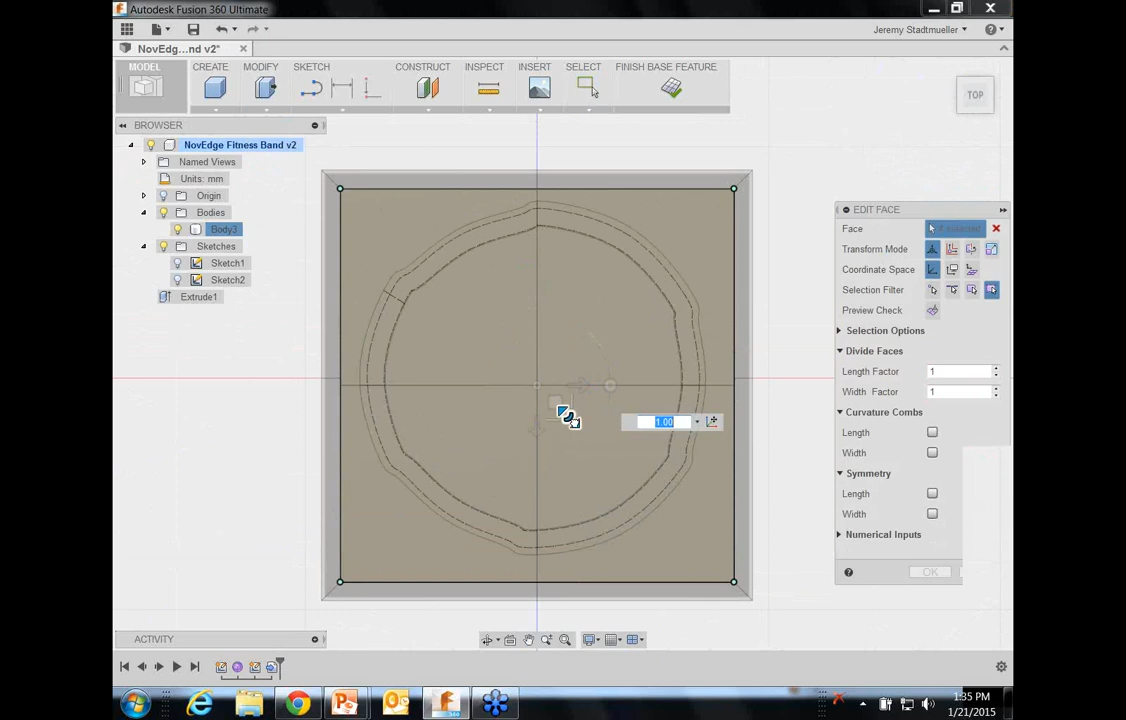 Autodesk Fusion 360 Ultimate
Jeremy Stadtmueller
NovEdg...nd v2*
MODEL CREATE MODIFY SKETCH CONSTRUCT INSPECT INSERT SELECT FINISH BASE FEATURE
TOP
BROWSER
NovEdge Fitness Band v2
Named Views
Units: mm
Origin
Bodies
Body3
Sketches
Sketch1
Sketch2
Extrude1
EDIT FACE
Face 4 selected
Transform Mode
Coordinate Space
Selection Filter
Preview Check
Selection Options
Divide Faces
Length Factor 1
Width Factor 1
Curvature Combs
Length
Width
Symmetry
Length
Width
Numerical Inputs
OK
1.00
ACTIVITY
1:35 PM
1/21/2015